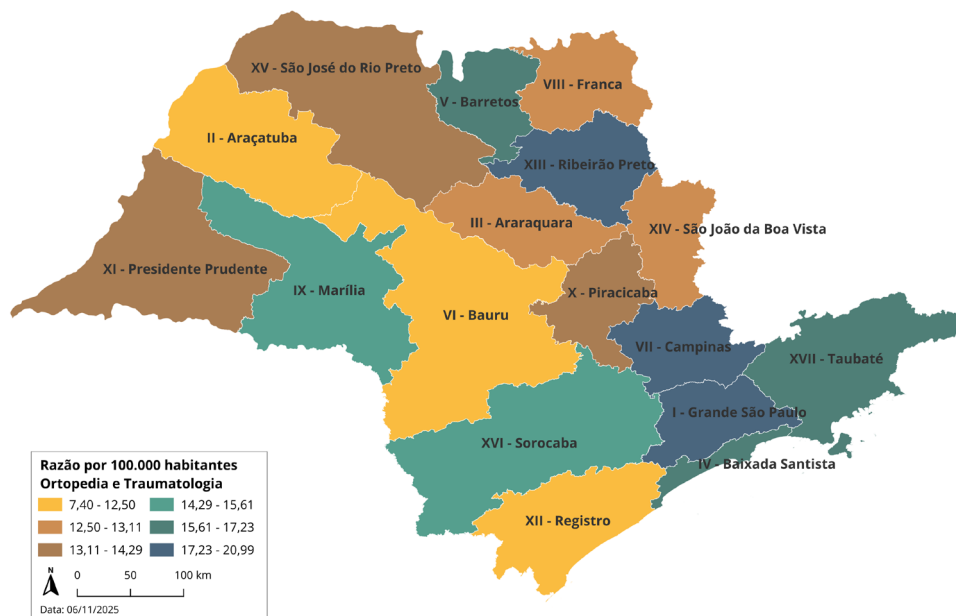 XV - São José do Rio Preto
VIII - Franca
V - Barretos
II - Araçatuba
XIII - Ribeirão Preto
III - Araraquara
XIV - São João da Boa Vista
XI - Presidente Prudente
IX - Marília
X - Piracicaba
VI - Bauru
VII - Campinas
XVII - Taubaté
I - Grande São Paulo
XVI - Sorocaba
IV - Baixada Santista
XII - Registro
Razão por 100.000 habitantes
Ortopedia e Traumatologia
7,40 - 12,50
14,29 - 15,61
12,50 - 13,11
15,61 - 17,23
13,11 - 14,29
17,23 - 20,99
N
0 50 100 km
Data: 06/11/2025